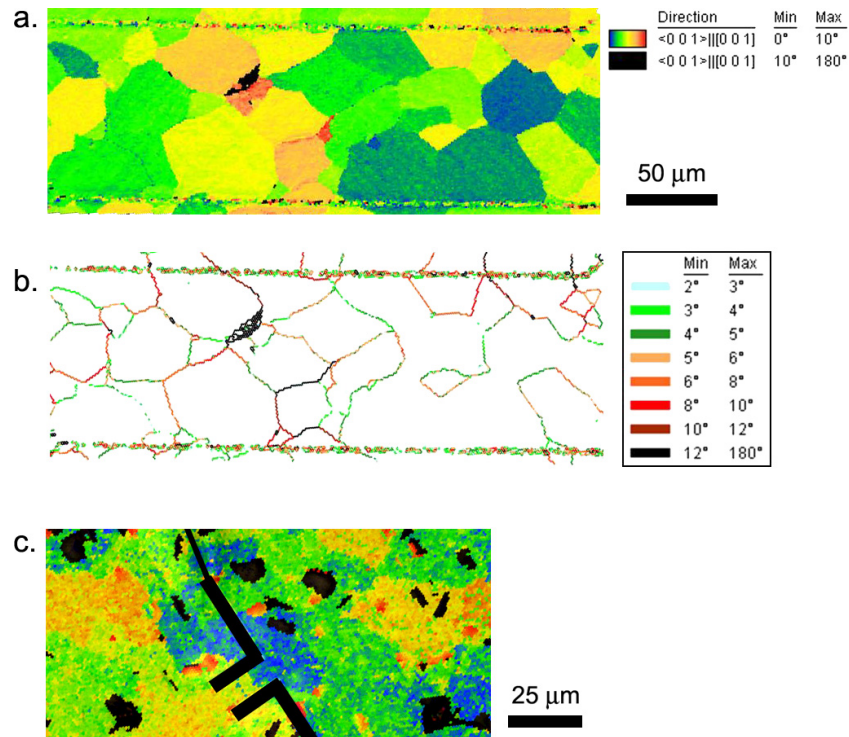 a.
Direction Min Max
<0 0 1>||[0 0 1] 0° 10°
<0 0 1>||[0 0 1] 10° 180°
50 μm
b.
Min Max
2° 3°
3° 4°
4° 5°
5° 6°
6° 8°
8° 10°
10° 12°
12° 180°
c.
25 μm